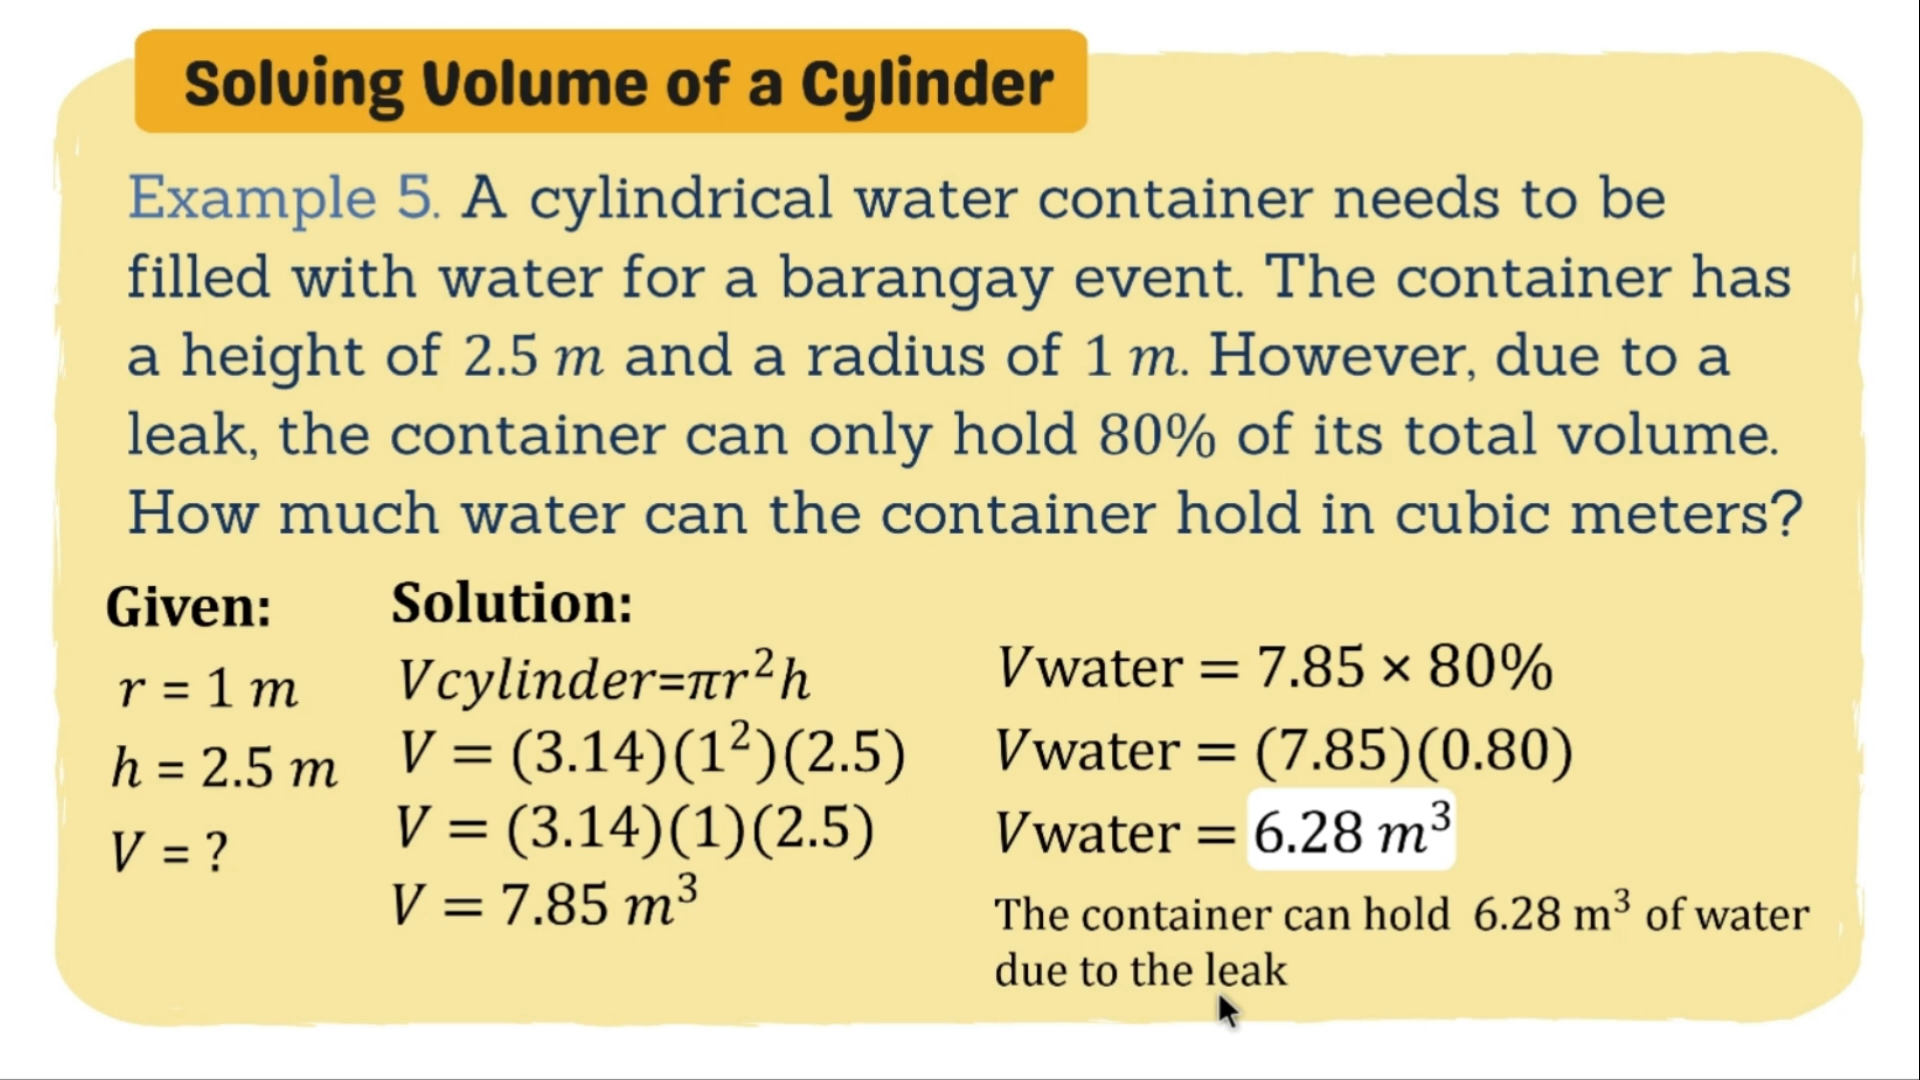 Solving Volume of a Cylinder
Example 5. A cylindrical water container needs to be
filled with water for a barangay event. The container has
a height of 2.5 m and a radius of 1 m. However, due to a
leak, the container can only hold 80% of its total volume.
How much water can the container hold in cubic meters?
Given:
r = 1 m
h = 2.5 m
V = ?
Solution:
Vcylinder=πr²h
V = (3.14)(1²)(2.5)
V = (3.14)(1)(2.5)
V = 7.85 m³
Vwater = 7.85 × 80%
Vwater = (7.85)(0.80)
Vwater = 6.28 m³
The container can hold 6.28 m³ of water
due to the leak